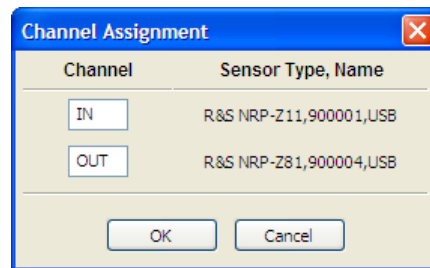 Channel Assignment
Channel Sensor Type, Name
IN R&S NRP-Z11,900001,USB
OUT R&S NRP-Z81,900004,USB
OK Cancel